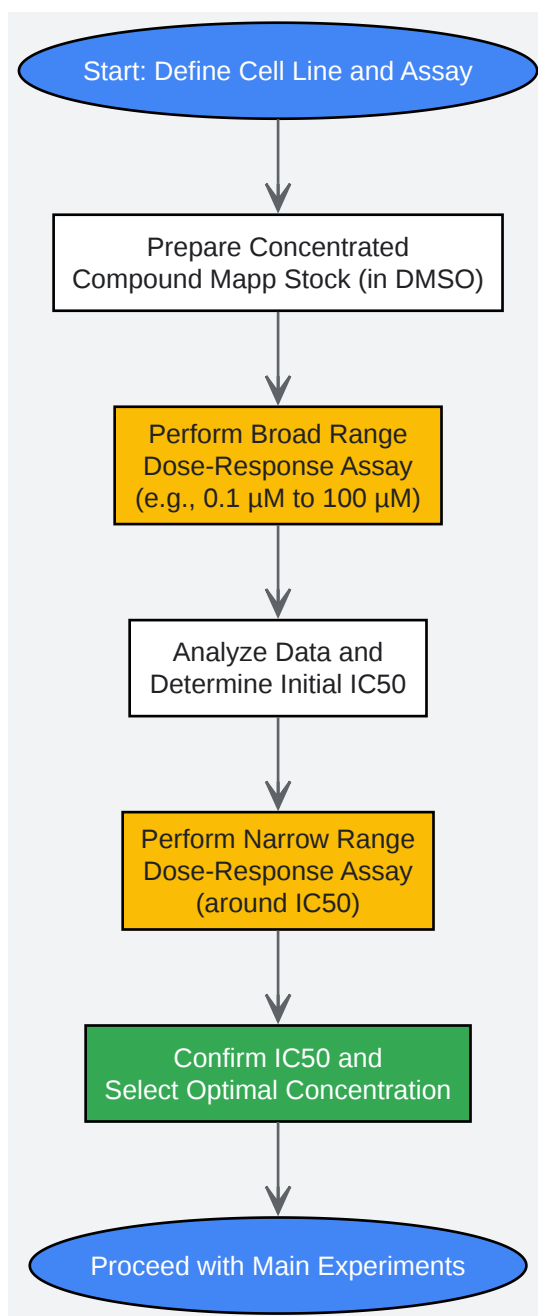 Start: Define Cell Line and Assay
Prepare Concentrated
Compound Mapp Stock (in DMSO)
Perform Broad Range
Dose-Response Assay
(e.g., 0.1 µM to 100 µM)
Analyze Data and
Determine Initial IC50
Perform Narrow Range
Dose-Response Assay
(around IC50)
Confirm IC50 and
Select Optimal Concentration
Proceed with Main Experiments